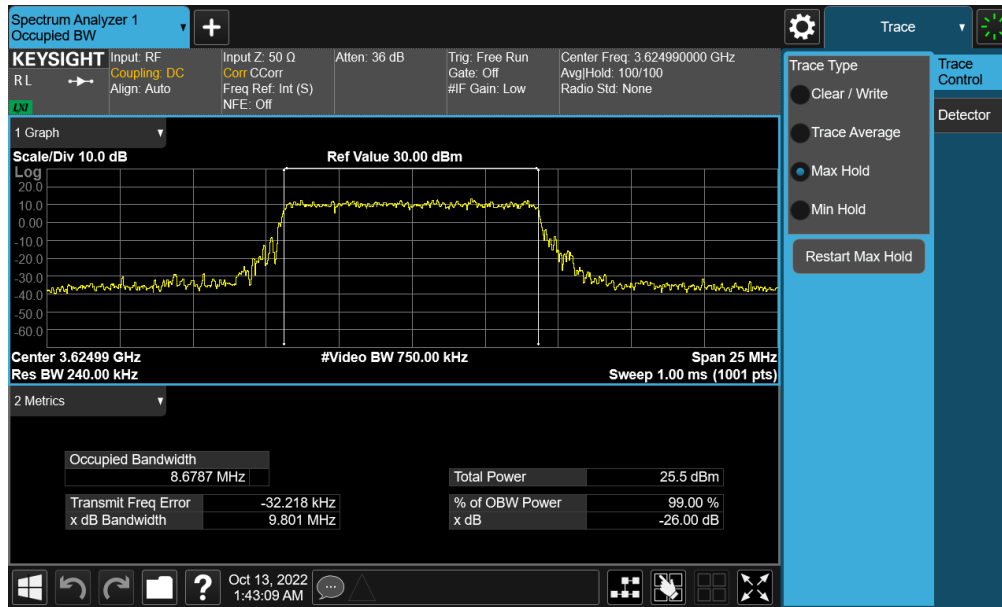 Spectrum Analyzer 1
Occupied BW
+
Trace
KEYSIGHT
R L
LXI
Input: RF
Coupling: DC
Align: Auto
Input Z: 50 Ω
Corr CCorr
Freq Ref: Int (S)
NFE: Off
Atten: 36 dB
Trig: Free Run
Gate: Off
#IF Gain: Low
Center Freq: 3.624990000 GHz
Avg|Hold: 100/100
Radio Std: None
Trace Type
Clear / Write
Trace Average
Max Hold
Min Hold
Restart Max Hold
Trace
Control
Detector
1 Graph
Scale/Div 10.0 dB
Ref Value 30.00 dBm
Log
20.0
10.0
0.00
-10.0
-20.0
-30.0
-40.0
-50.0
-60.0
Center 3.62499 GHz
#Video BW 750.00 kHz
Span 25 MHz
Res BW 240.00 kHz
Sweep 1.00 ms (1001 pts)
2 Metrics
Occupied Bandwidth
8.6787 MHz
Total Power 25.5 dBm
Transmit Freq Error -32.218 kHz
% of OBW Power 99.00 %
x dB Bandwidth 9.801 MHz
x dB -26.00 dB
?
Oct 13, 2022
1:43:09 AM